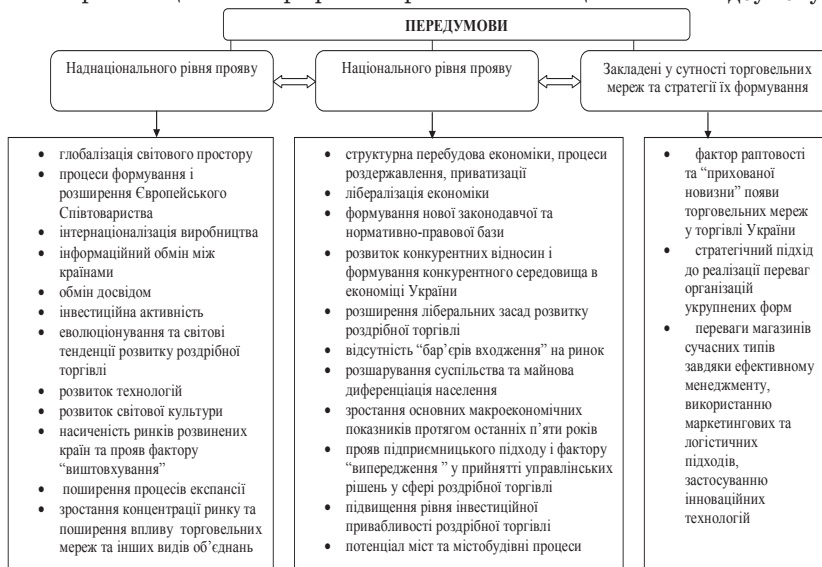 ПЕРЕДУМОВИ
Наднаціонального рівня прояву
Національного рівня прояву
Закладені у сутності торговельних
мереж та стратегії їх формування
• глобалізація світового простору
• процеси формування і
розширення Європейського
Співтовариства
• інтернаціоналізація виробництва
• інформаційний обмін між
країнами
• обмін досвідом
• інвестиційна активність
• еволюціонування та світові
тенденції розвитку роздрібної
торгівлі
• розвиток технологій
• розвиток світової культури
• насиченість ринків розвинених
країн та прояв фактору
“виштовхування”
• поширення процесів експансії
• зростання концентрації ринку та
поширення впливу торговельних
мереж та інших видів об’єднань
• структурна перебудова економіки, процеси
роздержавлення, приватизації
• лібералізація економіки
• формування нової законодавчої та
нормативно-правової бази
• розвиток конкурентних відносин і
формування конкурентного середовища в
економіці України
• розширення ліберальних засад розвитку
роздрібної торгівлі
• відсутність “бар’єрів входження” на ринок
• розшарування суспільства та майнова
диференціація населення
• зростання основних макроекономічних
показників протягом останніх п’яти років
• прояв підприємницького підходу і фактору
“випередження ” у прийнятті управлінських
рішень у сфері роздрібної торгівлі
• підвищення рівня інвестиційної
привабливості роздрібної торгівлі
• потенціал міст та містобудівні процеси
• фактор раптовості
та “прихованої
новизни” появи
торговельних мереж
у торгівлі України
• стратегічний підхід
до реалізації переваг
організацій
укрупнених форм
• переваги магазинів
сучасних типів
завдяки ефективному
менеджменту,
використанню
маркетингових та
логістичних
підходів,
застосуванню
інноваційних
технологій